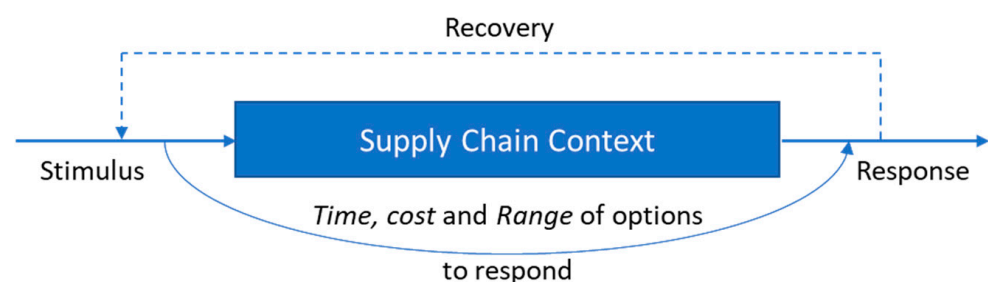 Recovery
Supply Chain Context
Stimulus
Response
Time, cost and Range of options
to respond